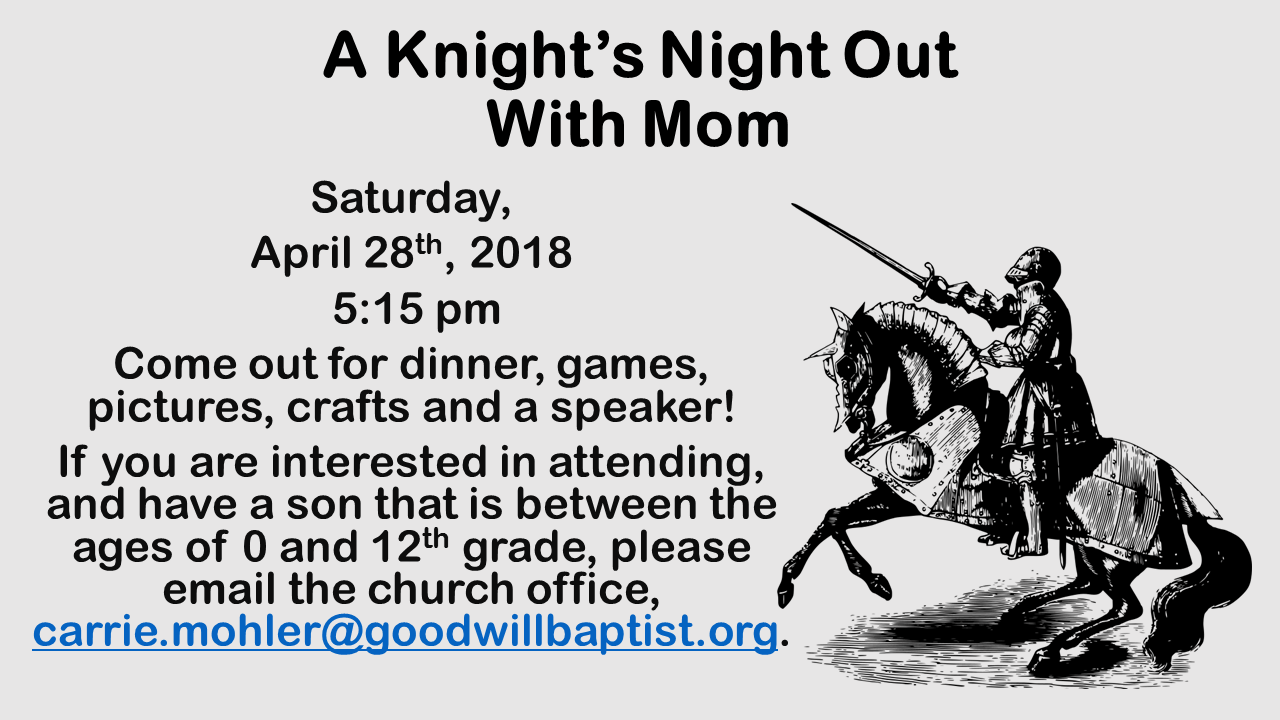 A Knight’s Night Out
With Mom
Saturday,
April 28th, 2018
5:15 pm
Come out for dinner, games,
pictures, crafts and a speaker!
If you are interested in attending,
and have a son that is between the
ages of 0 and 12th grade, please
email the church office,
carrie.mohler@goodwillbaptist.org.